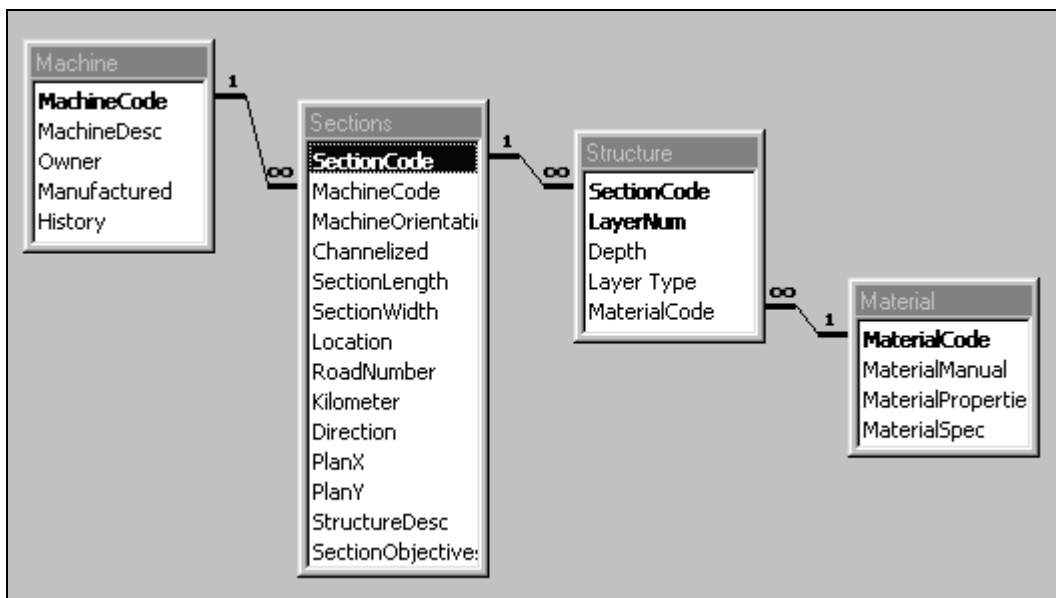 Machine
MachineCode
MachineDesc
Owner
Manufactured
History
1
∞
Sections
SectionCode
MachineCode
MachineOrientati
Channelized
SectionLength
SectionWidth
Location
RoadNumber
Kilometer
Direction
PlanX
PlanY
StructureDesc
SectionObjective
1
∞
Structure
SectionCode
LayerNum
Depth
Layer Type
MaterialCode
∞
1
Material
MaterialCode
MaterialManual
MaterialPropertie
MaterialSpec